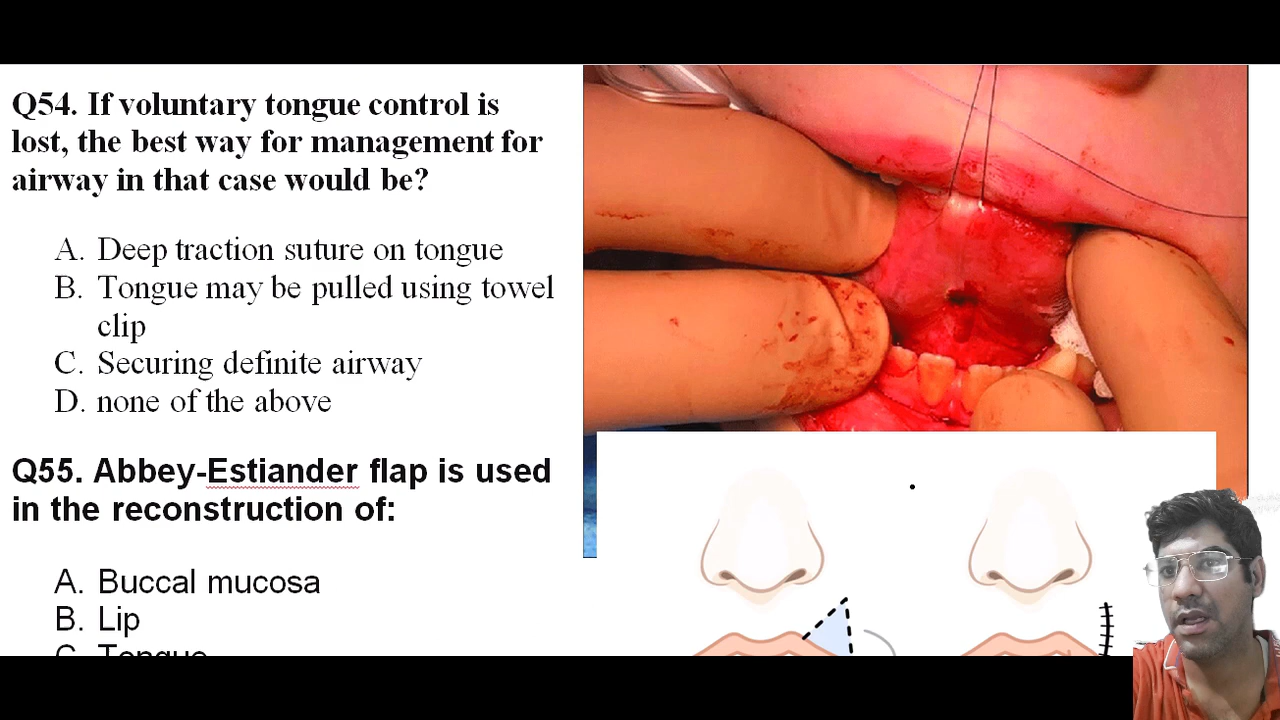 Q54. If voluntary tongue control is
lost, the best way for management for
airway in that case would be?
A. Deep traction suture on tongue
B. Tongue may be pulled using towel
clip
C. Securing definite airway
D. none of the above
Q55. Abbey-Estiander flap is used
in the reconstruction of:
A. Buccal mucosa
B. Lip
C. Tongue